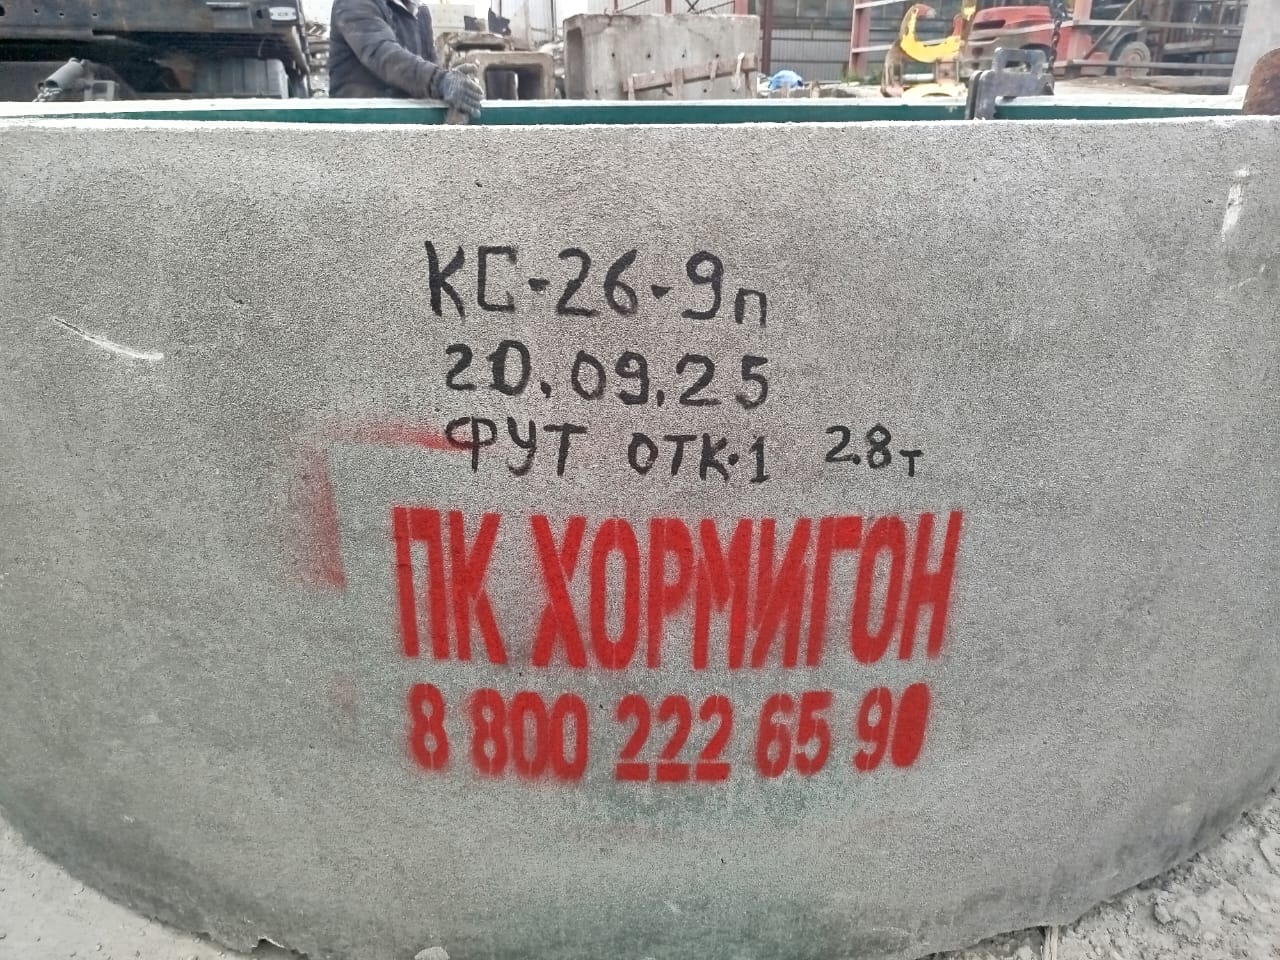 КС-26-9п
20.09.25
ФУТ ОТК-1 2.8т
ПК ХОРМИГОН
8 800 222 65 90